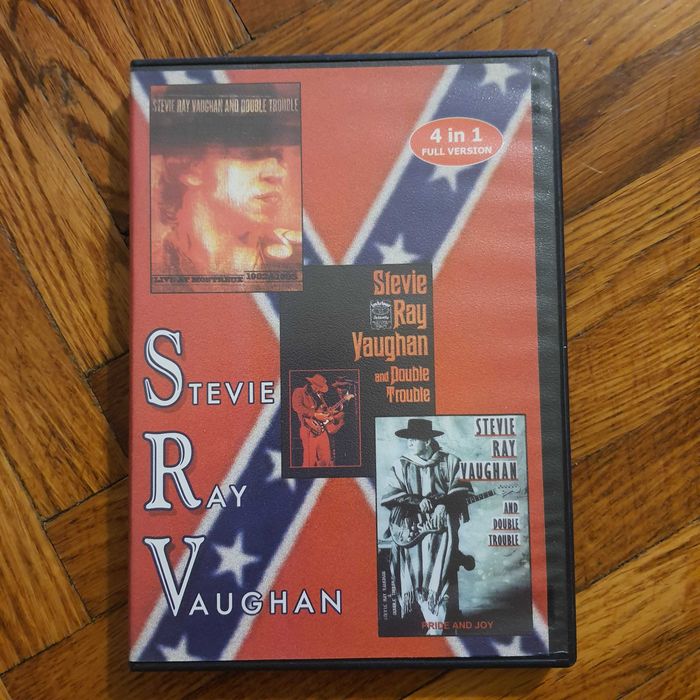 STEVIE RAY VAUGHAN AND DOUBLE TROUBLE
LIVE AT MONTREUX 1982 & 1985
4 in 1
FULL VERSION
Stevie
Ray
Vaughan
and Double
Trouble
STEVIE
RAY
VAUGHAN
STEVIE
RAY
VAUGHAN
AND
DOUBLE
TROUBLE
PRIDE AND JOY